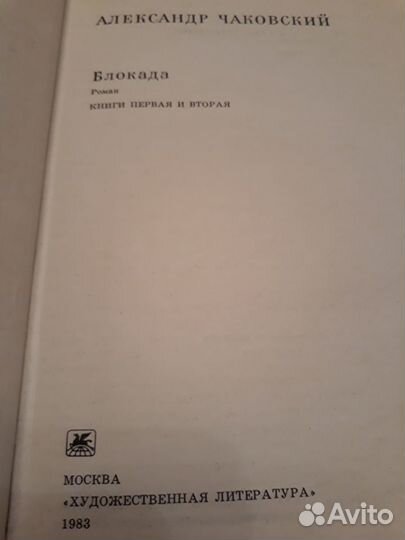 АЛЕКСАНДР ЧАКОВСКИЙ
Блокада
Роман
КНИГИ ПЕРВАЯ И ВТОРАЯ
МОСКВА
«ХУДОЖЕСТВЕННАЯ ЛИТЕРАТУРА»
1983
Avito